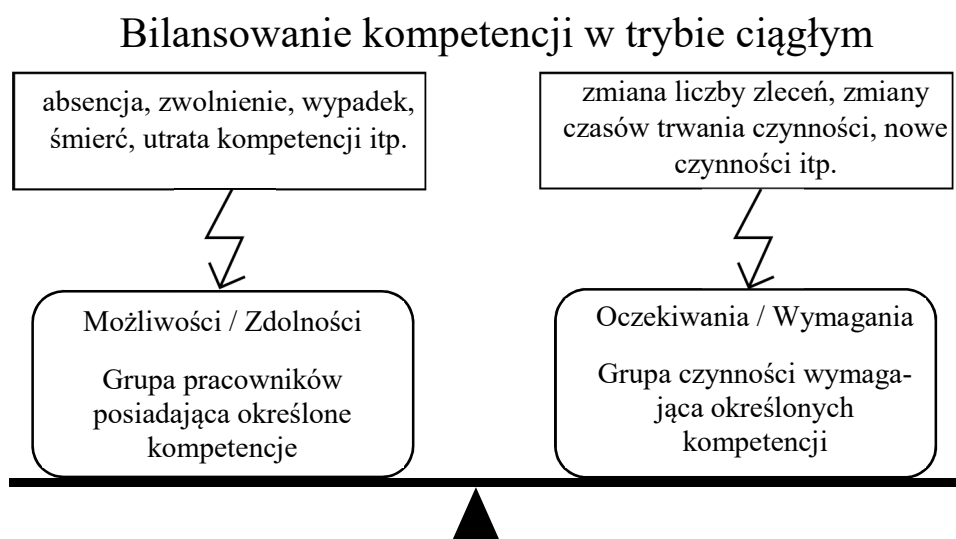 Bilansowanie kompetencji w trybie ciągłym
absencja, zwolnienie, wypadek,
śmierć, utrata kompetencji itp.
zmiana liczby zleceń, zmiany
czasów trwania czynności, nowe
czynności itp.
Możliwości / Zdolności
Grupa pracowników
posiadająca określone
kompetencje
Oczekiwania / Wymagania
Grupa czynności wymaga-
jąca określonych
kompetencji